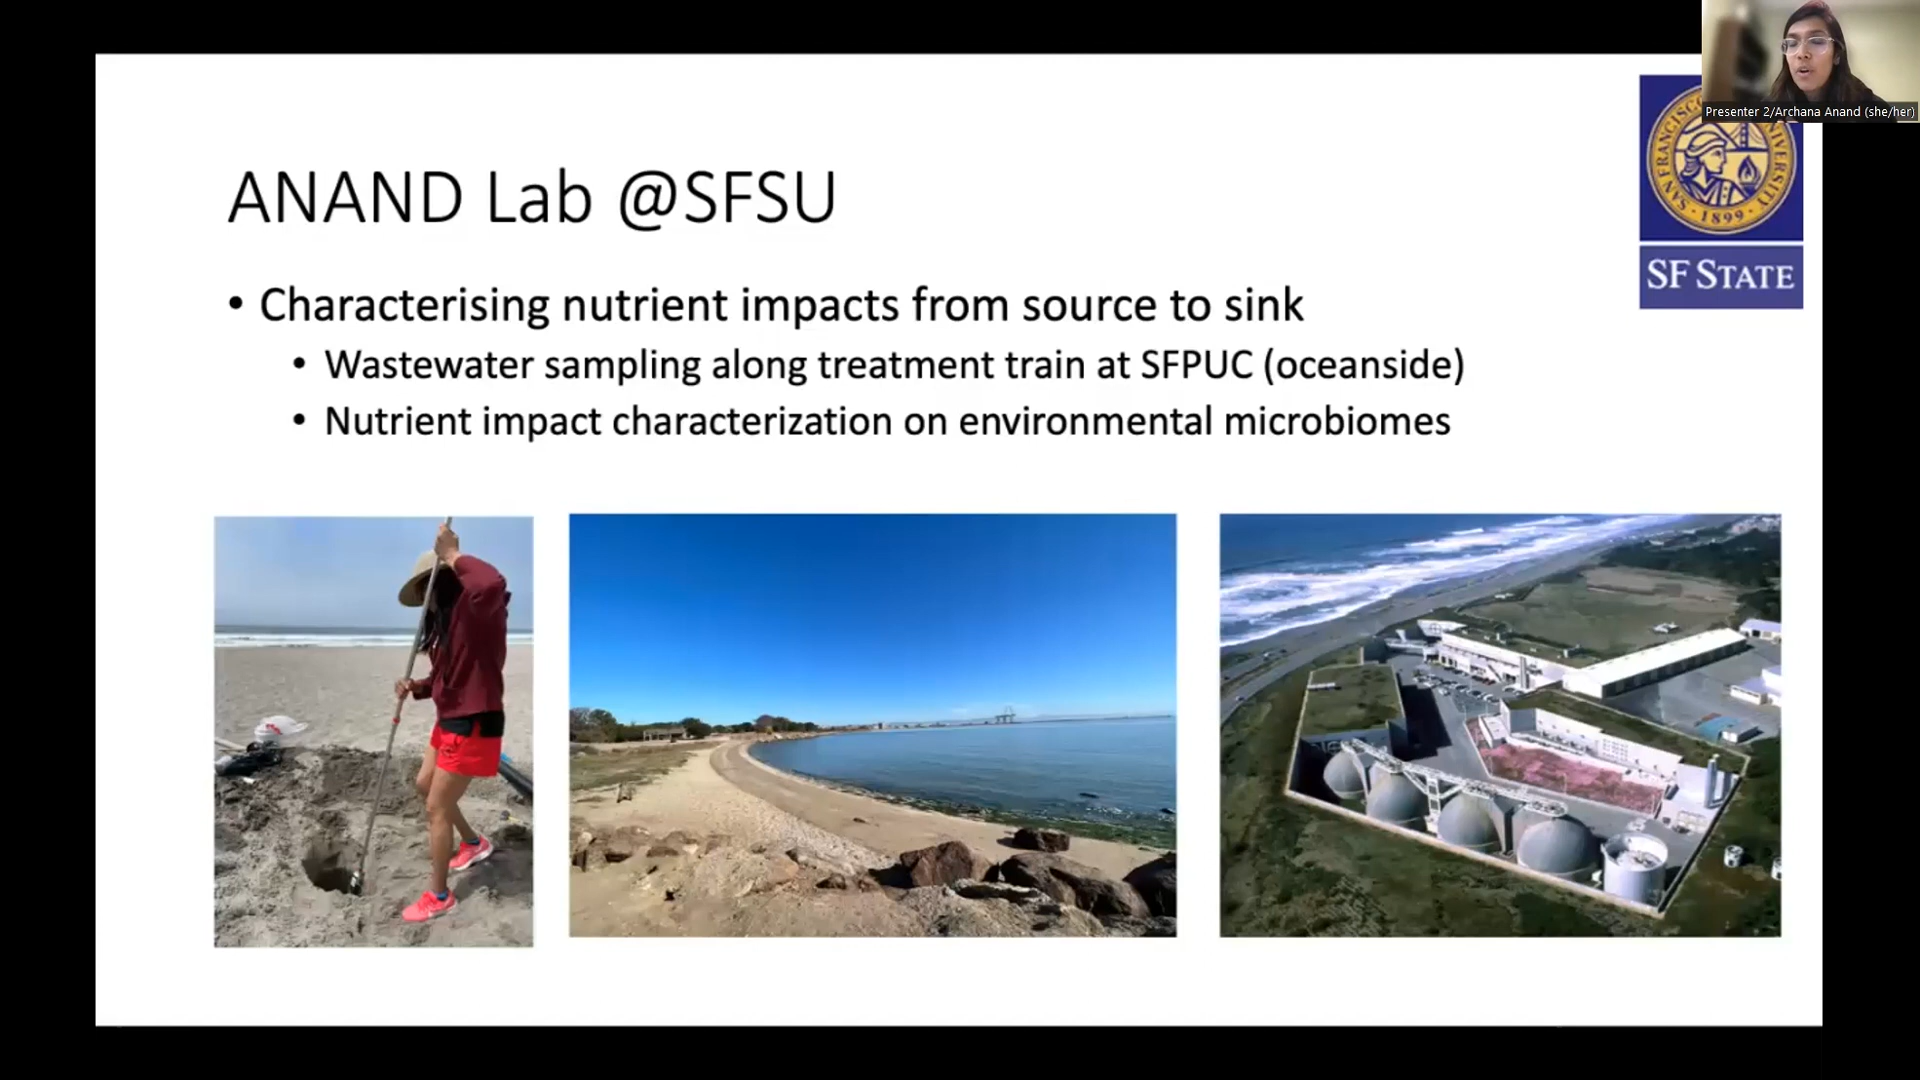 Presenter 2/Archana Anand (she/her)
ANAND Lab @SFSU
• Characterising nutrient impacts from source to sink
• Wastewater sampling along treatment train at SFPUC (oceanside)
• Nutrient impact characterization on environmental microbiomes
1899
SF STATE